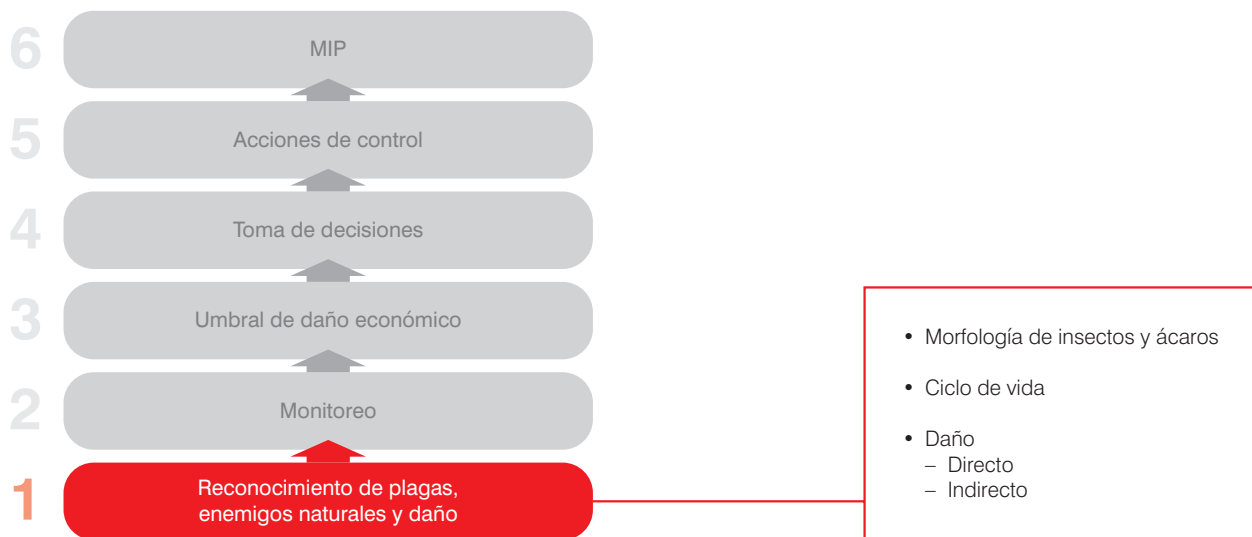 6
MIP
5
Acciones de control
4
Toma de decisiones
3
Umbral de daño económico
2
Monitoreo
1
Reconocimiento de plagas,
enemigos naturales y daño
• Morfología de insectos y ácaros
• Ciclo de vida
• Daño
– Directo
– Indirecto